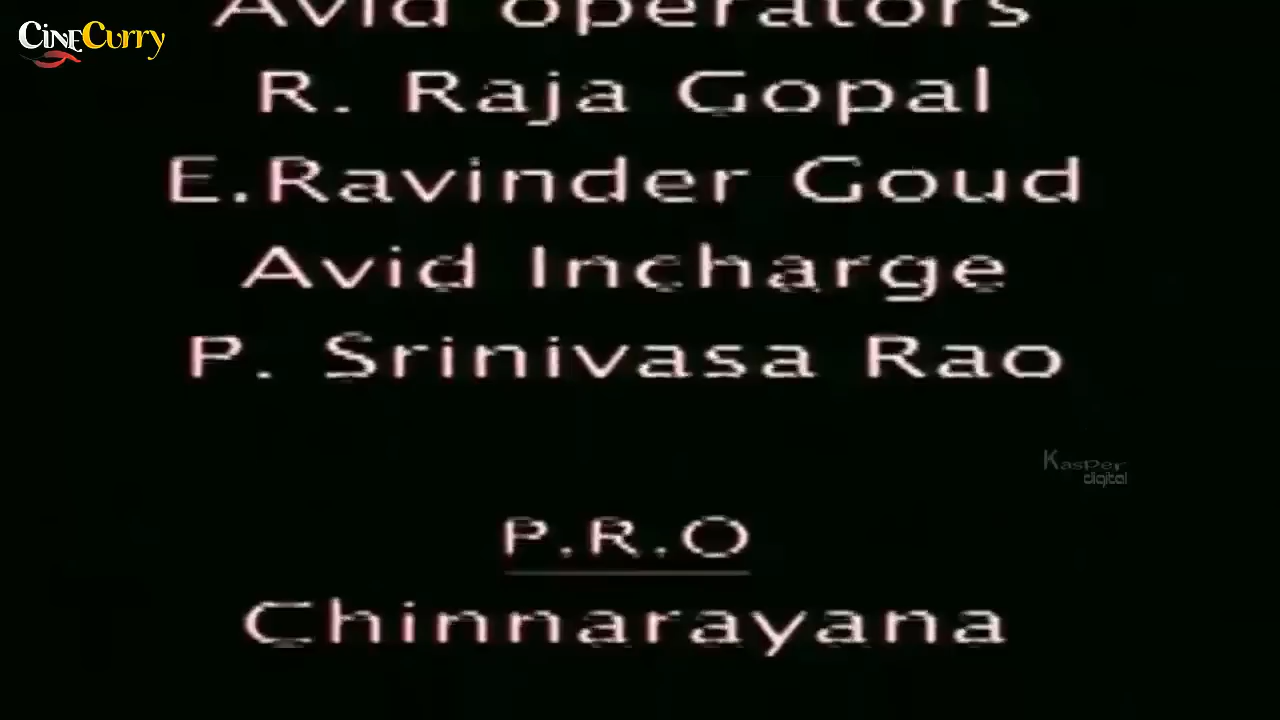 CineCurry
Avid operators
R. Raja Gopal
E.Ravinder Goud
Avid Incharge
P. Srinivasa Rao
Kasper
digital
P.R.O
Chinnarayana